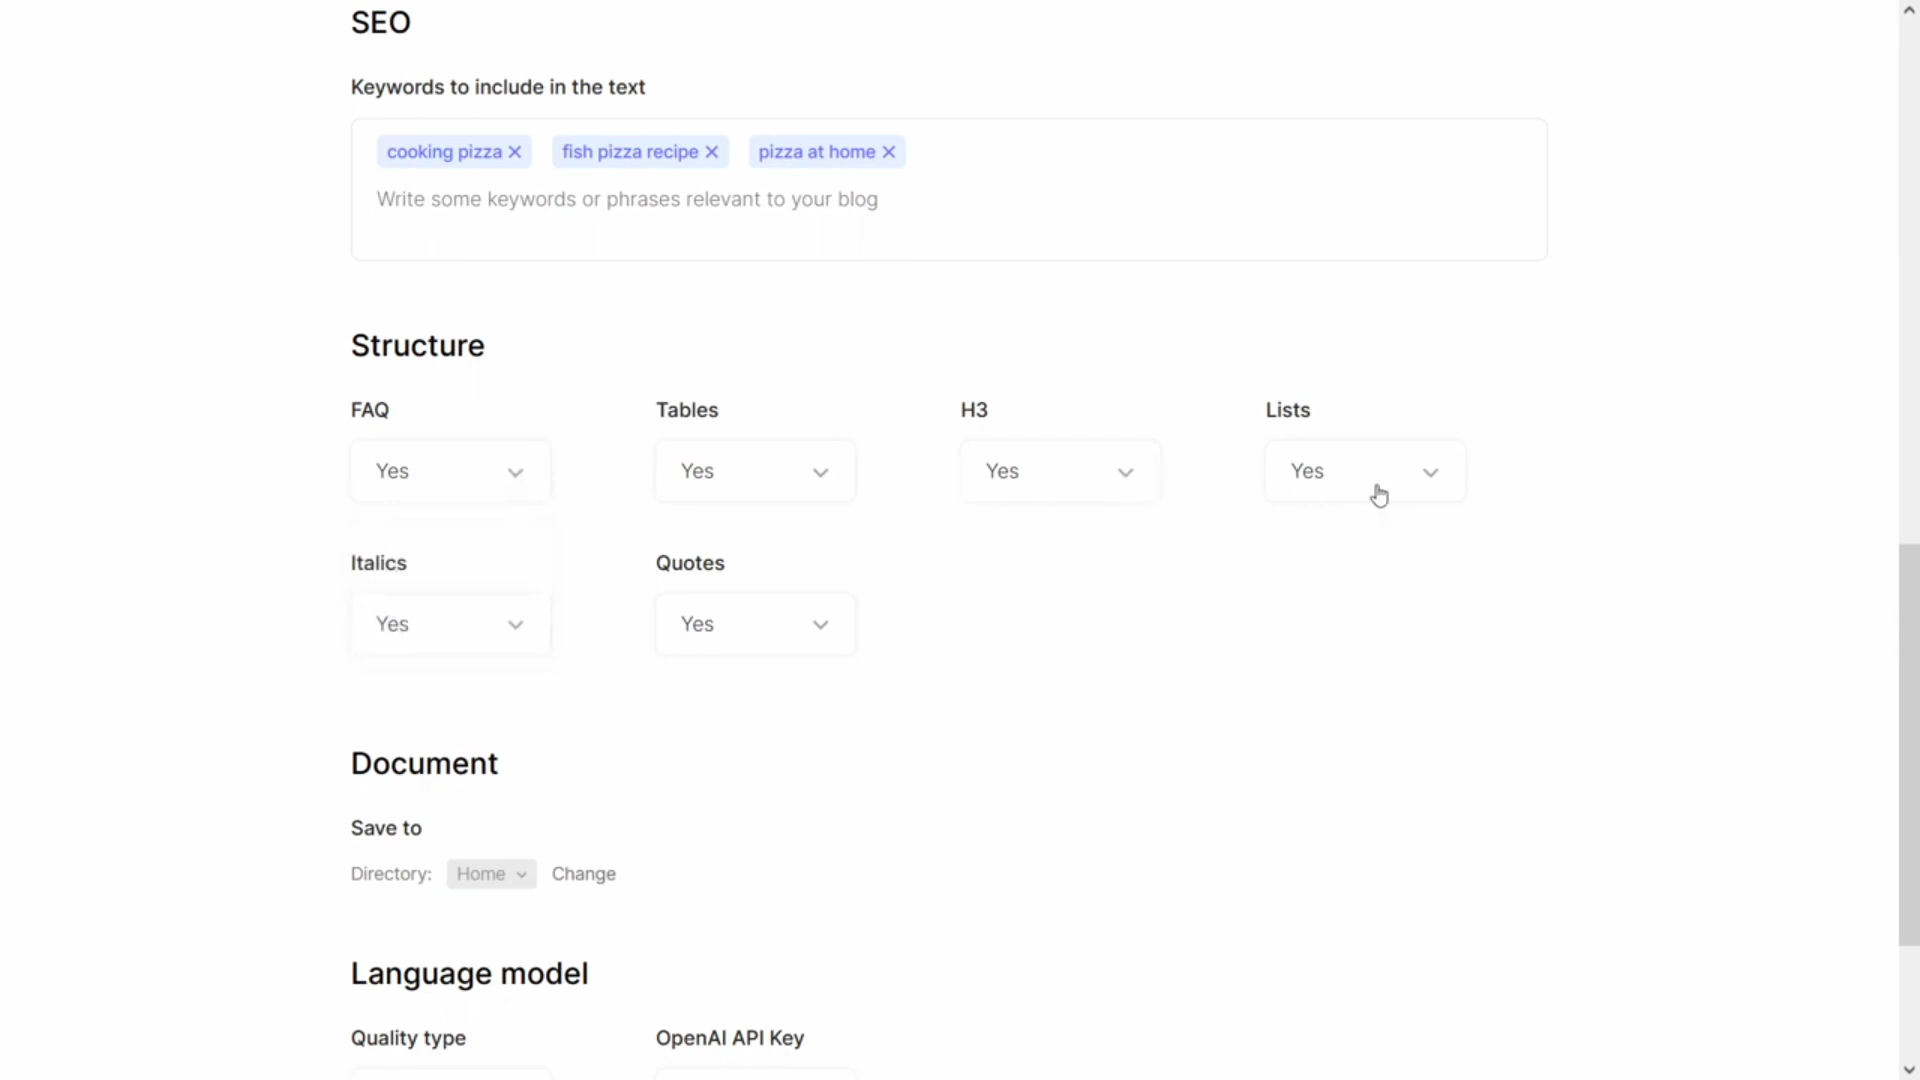 SEO
Keywords to include in the text
cooking pizza fish pizza recipe pizza at home
Write some keywords or phrases relevant to your blog
Structure
FAQ Tables H3 Lists
Yes Yes Yes Yes
Italics Quotes
Yes Yes
Document
Save to
Directory: Home Change
Language model
Quality type OpenAI API Key